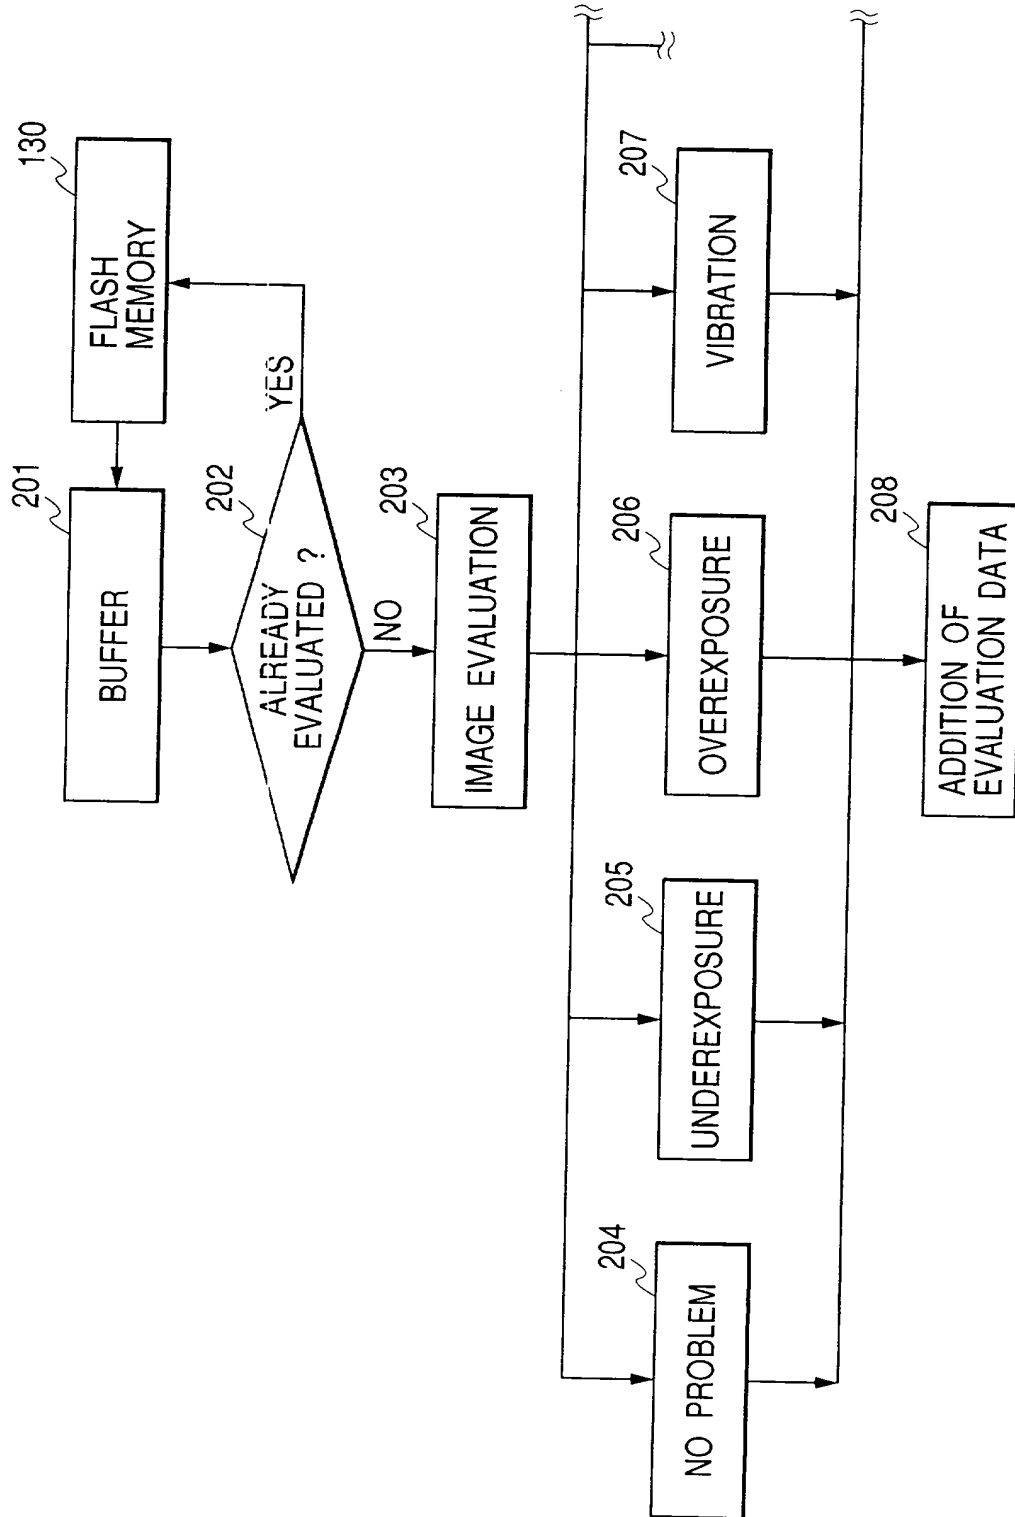 130
FLASH
MEMORY
201
BUFFER
202
ALREADY
EVALUATED ?
YES
NO
203
IMAGE EVALUATION
204
NO PROBLEM
205
UNDEREXPOSURE
206
OVEREXPOSURE
207
VIBRATION
208
ADDITION OF
EVALUATION DATA